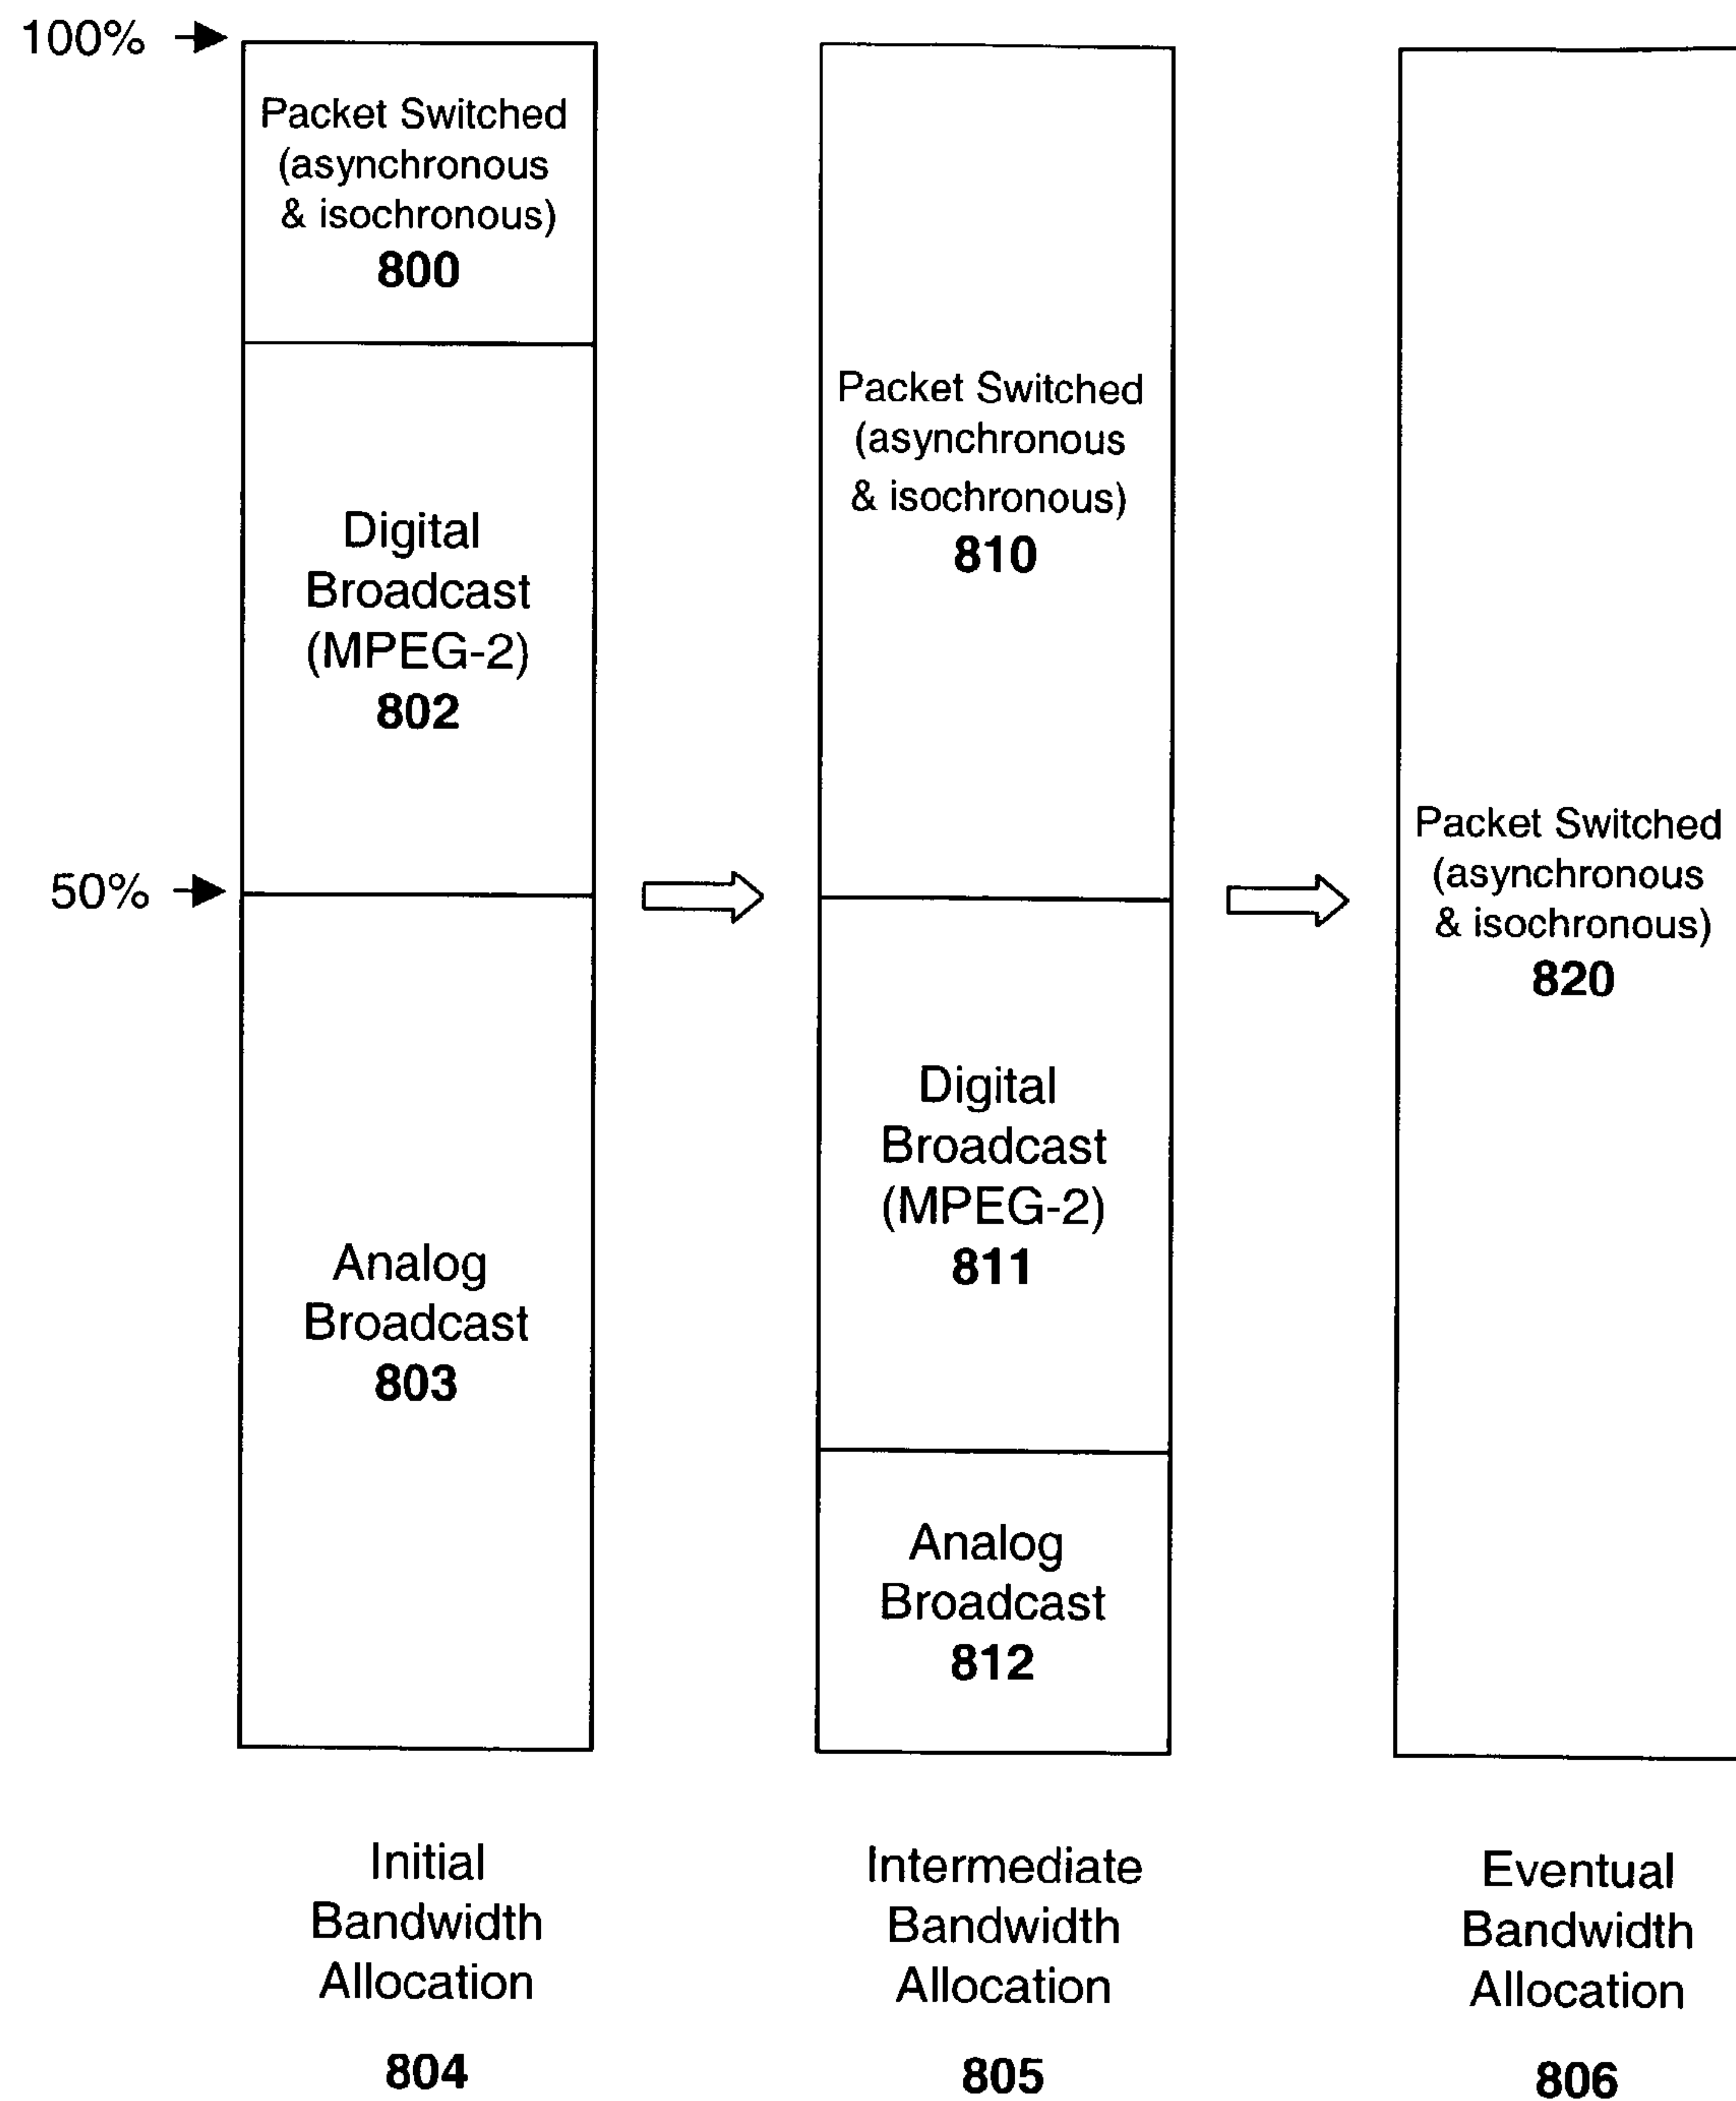 100%
Packet Switched
(asynchronous
& isochronous)
800
Digital
Broadcast
(MPEG-2)
802
50%
Analog
Broadcast
803
Initial
Bandwidth
Allocation
804
Packet Switched
(asynchronous
& isochronous)
810
Digital
Broadcast
(MPEG-2)
811
Analog
Broadcast
812
Intermediate
Bandwidth
Allocation
805
Packet Switched
(asynchronous
& isochronous)
820
Eventual
Bandwidth
Allocation
806